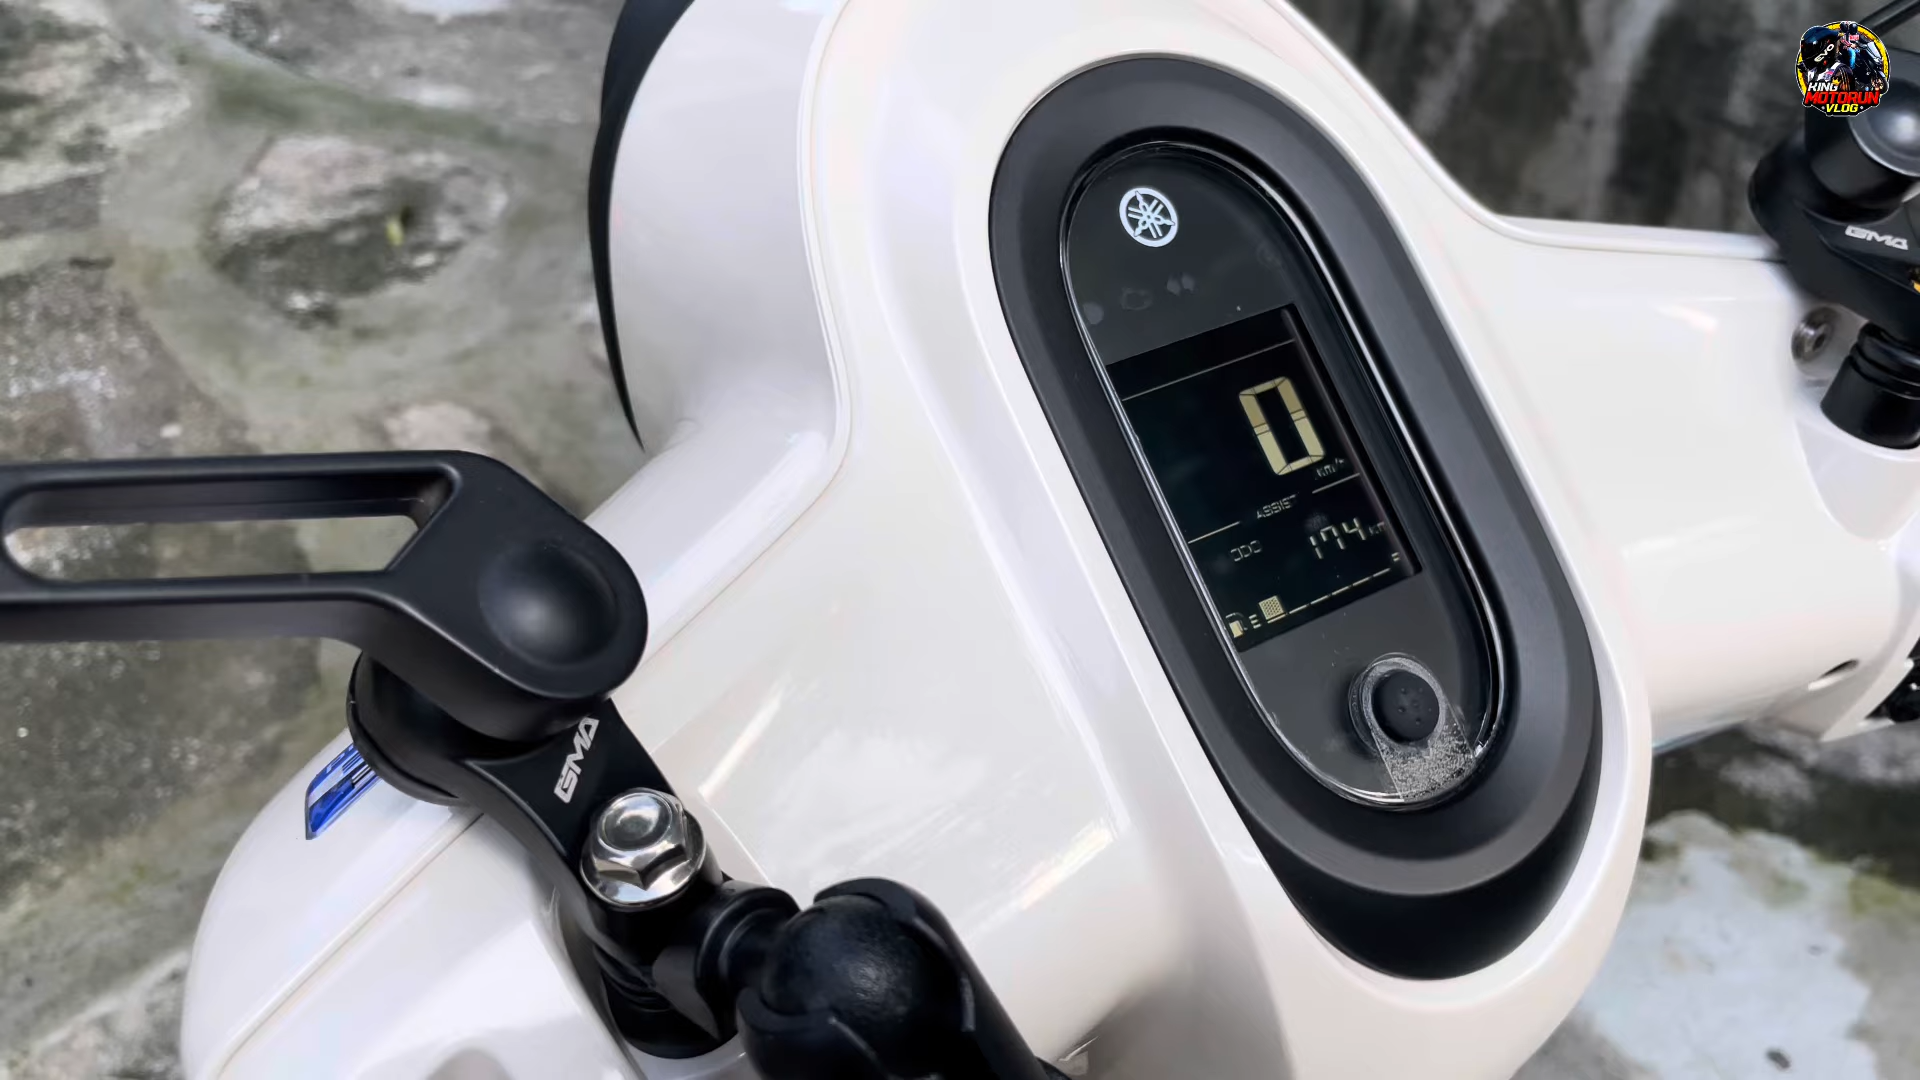 KING
MOTORUN
VLOG
GMA
0
km/h
ASSIST
ODO 174 km
E
F
GMA